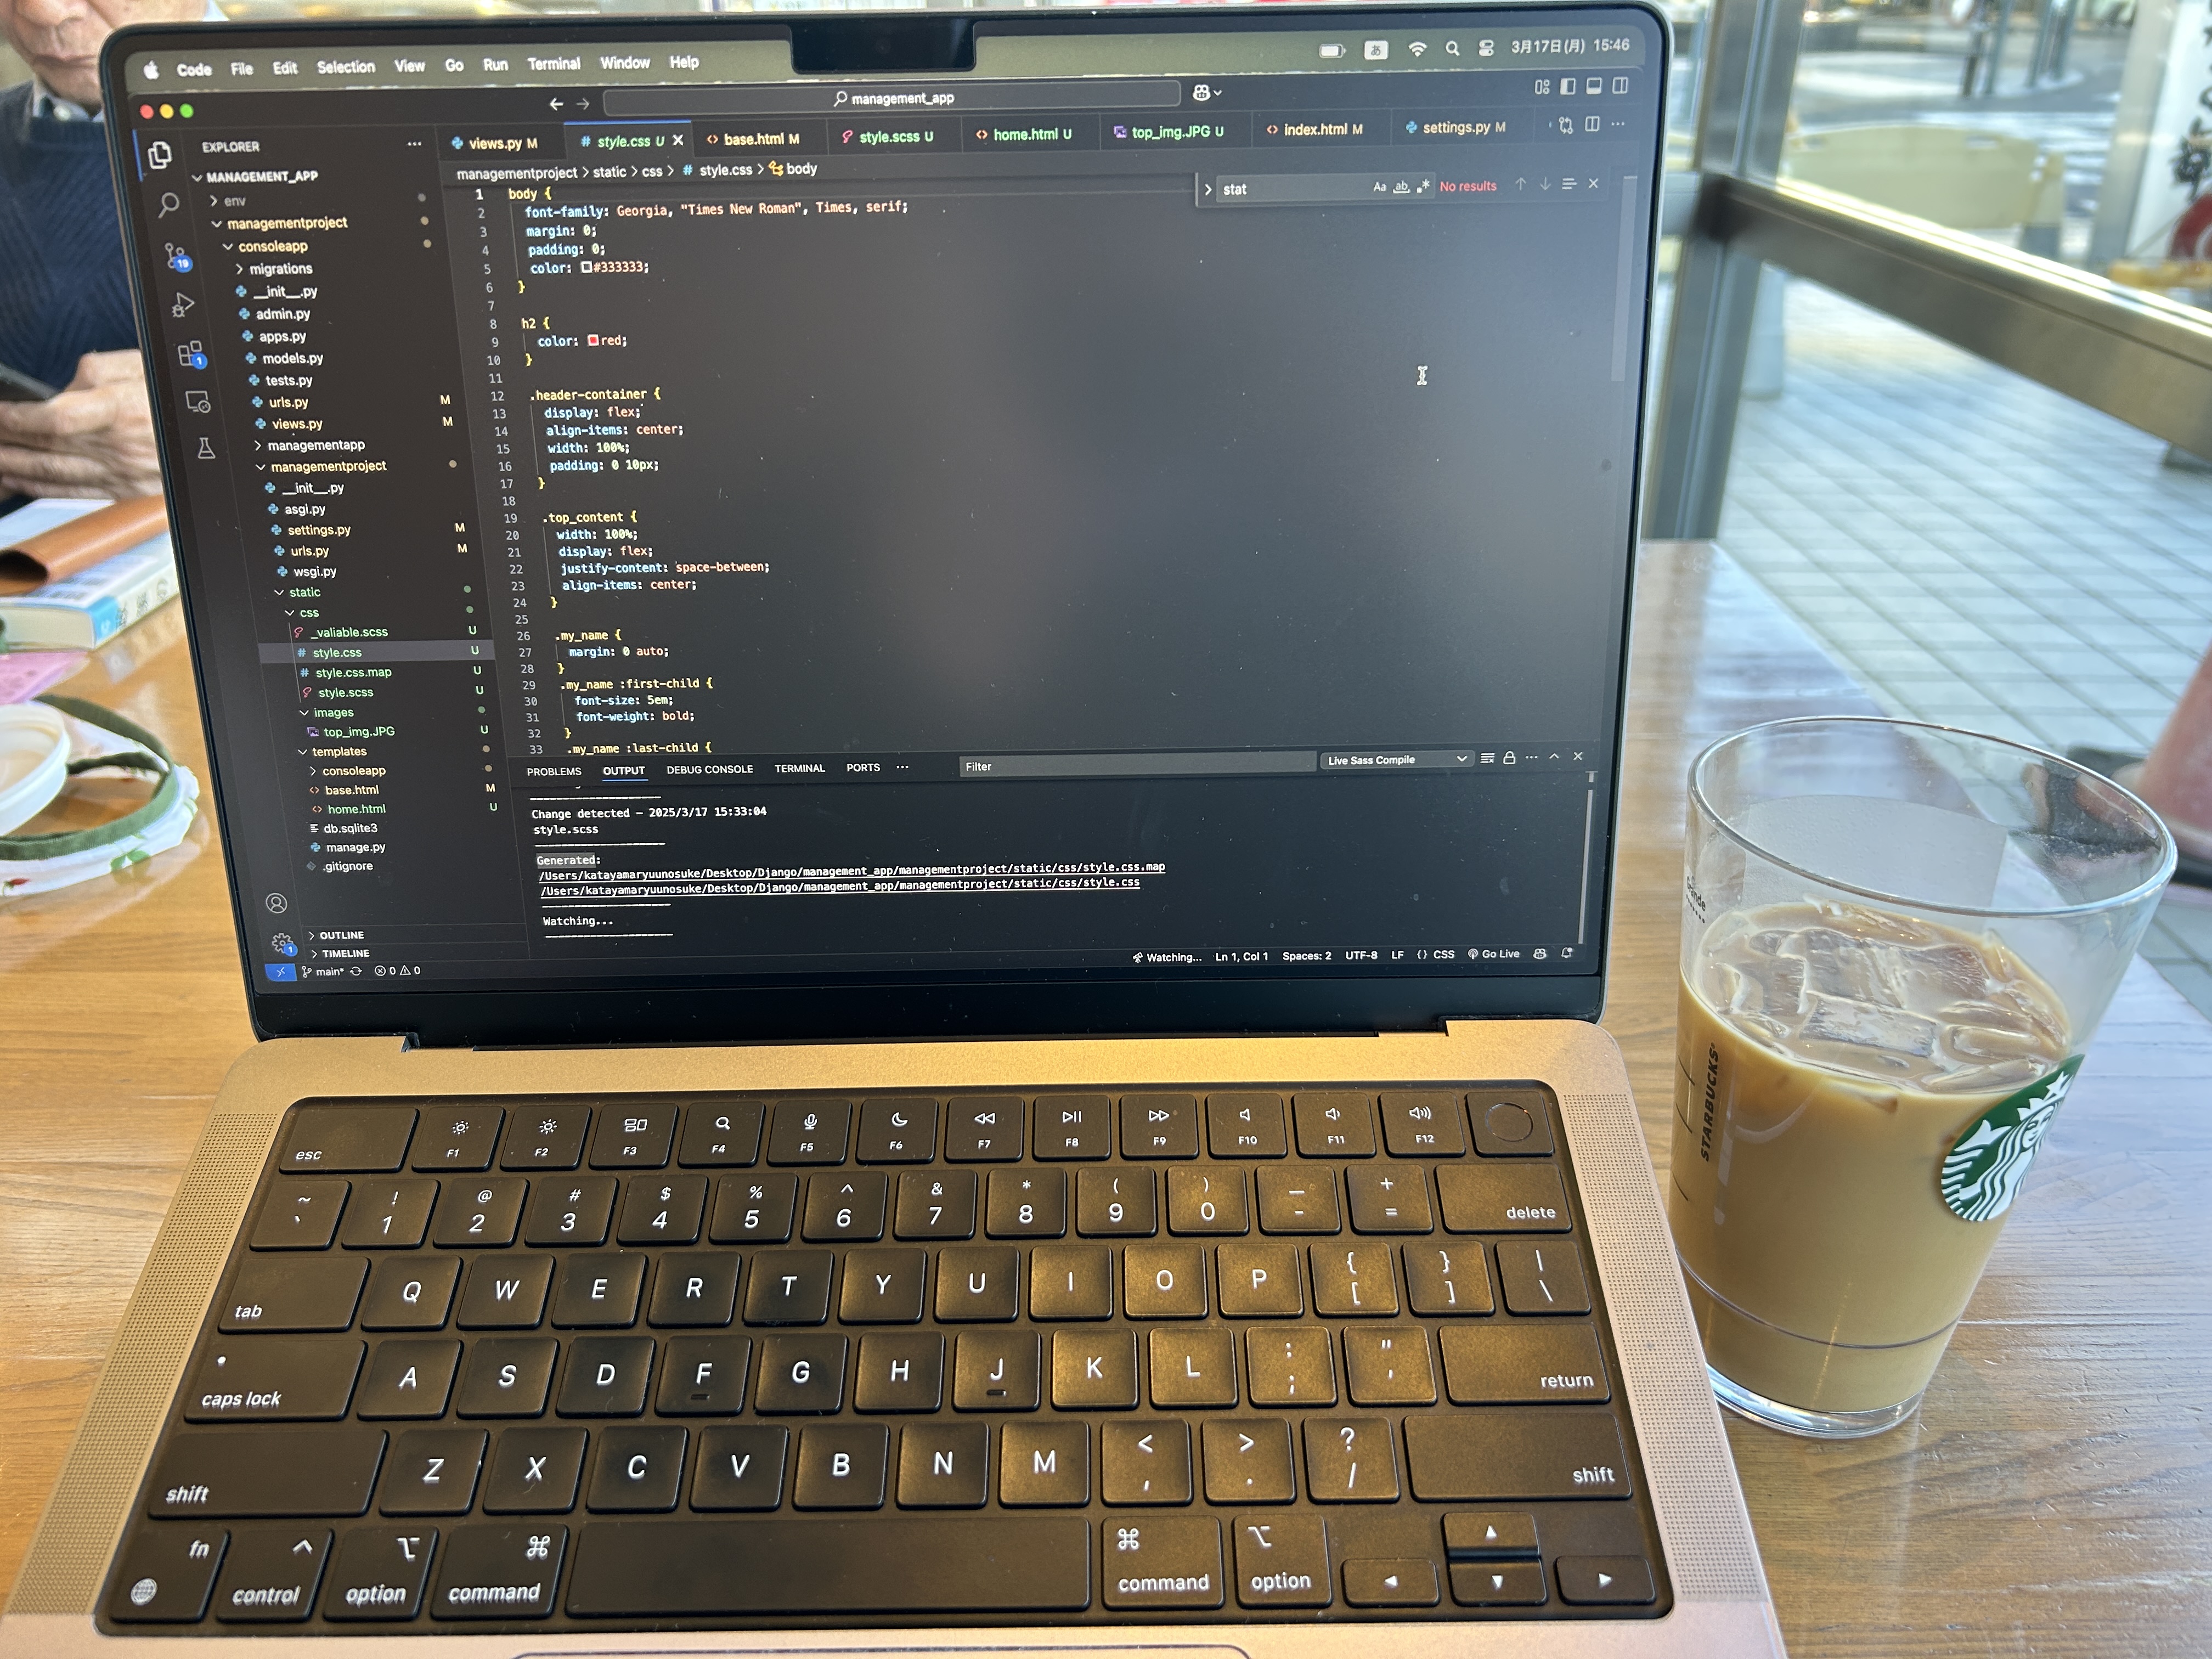 Code File Edit Selection View Go Run Terminal Window Help あ 3月17日(月) 15:46
management_app
EXPLORER
MANAGEMENT_APP
env
managementproject
consoleapp
migrations
__init__.py
admin.py
apps.py
models.py
tests.py
urls.py M
views.py M
managementapp
managementproject
__init__.py
asgi.py
settings.py M
urls.py M
wsgi.py
static
css
_valiable.scss U
# style.css U
# style.css.map U
style.scss U
images
top_img.JPG U
templates
consoleapp
<> base.html M
<> home.html U
db.sqlite3
manage.py
.gitignore
OUTLINE
TIMELINE
19
1
1
views.py M # style.css U <> base.html M style.scss U <> home.html U top_img.JPG U <> index.html M settings.py M
managementproject > static > css > # style.css > body
stat Aa ab No results
1 body {
2 font-family: Georgia, "Times New Roman", Times, serif;
3 margin: 0;
4 padding: 0;
5 color: #333333;
6 }
7
8 h2 {
9 color: red;
10 }
11
12 .header-container {
13 display: flex;
14 align-items: center;
15 width: 100%;
16 padding: 0 10px;
17 }
18
19 .top_content {
20 width: 100%;
21 display: flex;
22 justify-content: space-between;
23 align-items: center;
24 }
25
26 .my_name {
27 margin: 0 auto;
28 }
29 .my_name :first-child {
30 font-size: 5em;
31 font-weight: bold;
32 }
33 .my_name :last-child {
PROBLEMS OUTPUT DEBUG CONSOLE TERMINAL PORTS Filter Live Sass Compile
Change detected - 2025/3/17 15:33:04
style.scss
Generated:
/Users/katayamaryuunosuke/Desktop/Django/management_app/managementproject/static/css/style.css.map
/Users/katayamaryuunosuke/Desktop/Django/management_app/managementproject/static/css/style.css
Watching...
main* 0 0 Watching... Ln 1, Col 1 Spaces: 2 UTF-8 LF {} CSS Go Live
esc F1 F2 F3 F4 F5 F6 F7 F8 F9 F10 F11 F12
~ ! @ # $ % ^ & * ( ) — +
` 1 2 3 4 5 6 7 8 9 0 - = delete
tab Q W E R T Y U I O P { [ } ] | \
caps lock A S D F G H J K L : ; " ' return
shift Z X C V B N M < , > . ? / shift
fn control option command command option
Grande
STARBUCKS